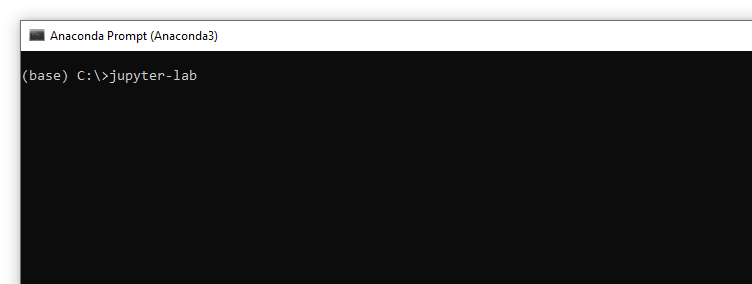 Anaconda Prompt (Anaconda3)
(base) C:\>jupyter-lab